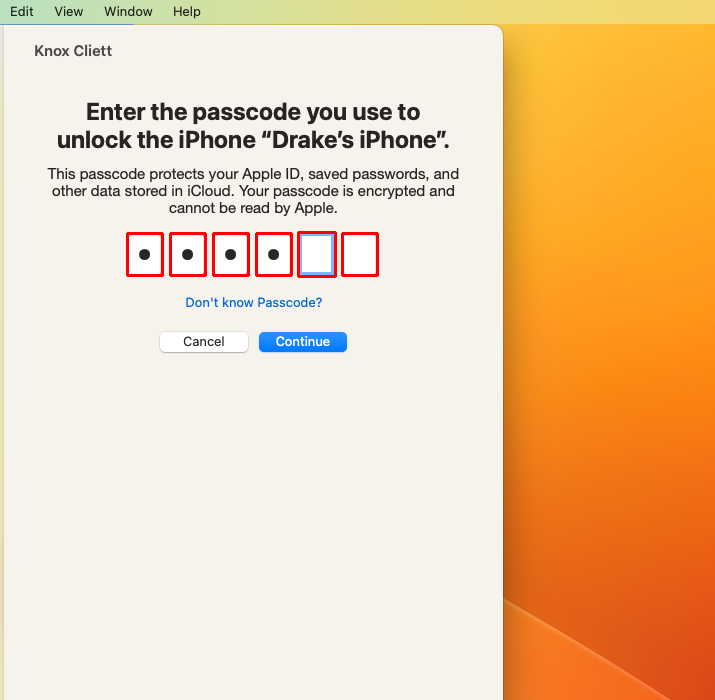 Edit View Window Help
Knox Cliett
Enter the passcode you use to
unlock the iPhone “Drake’s iPhone”.
This passcode protects your Apple ID, saved passwords, and
other data stored in iCloud. Your passcode is encrypted and
cannot be read by Apple.
Don't know Passcode?
Cancel Continue